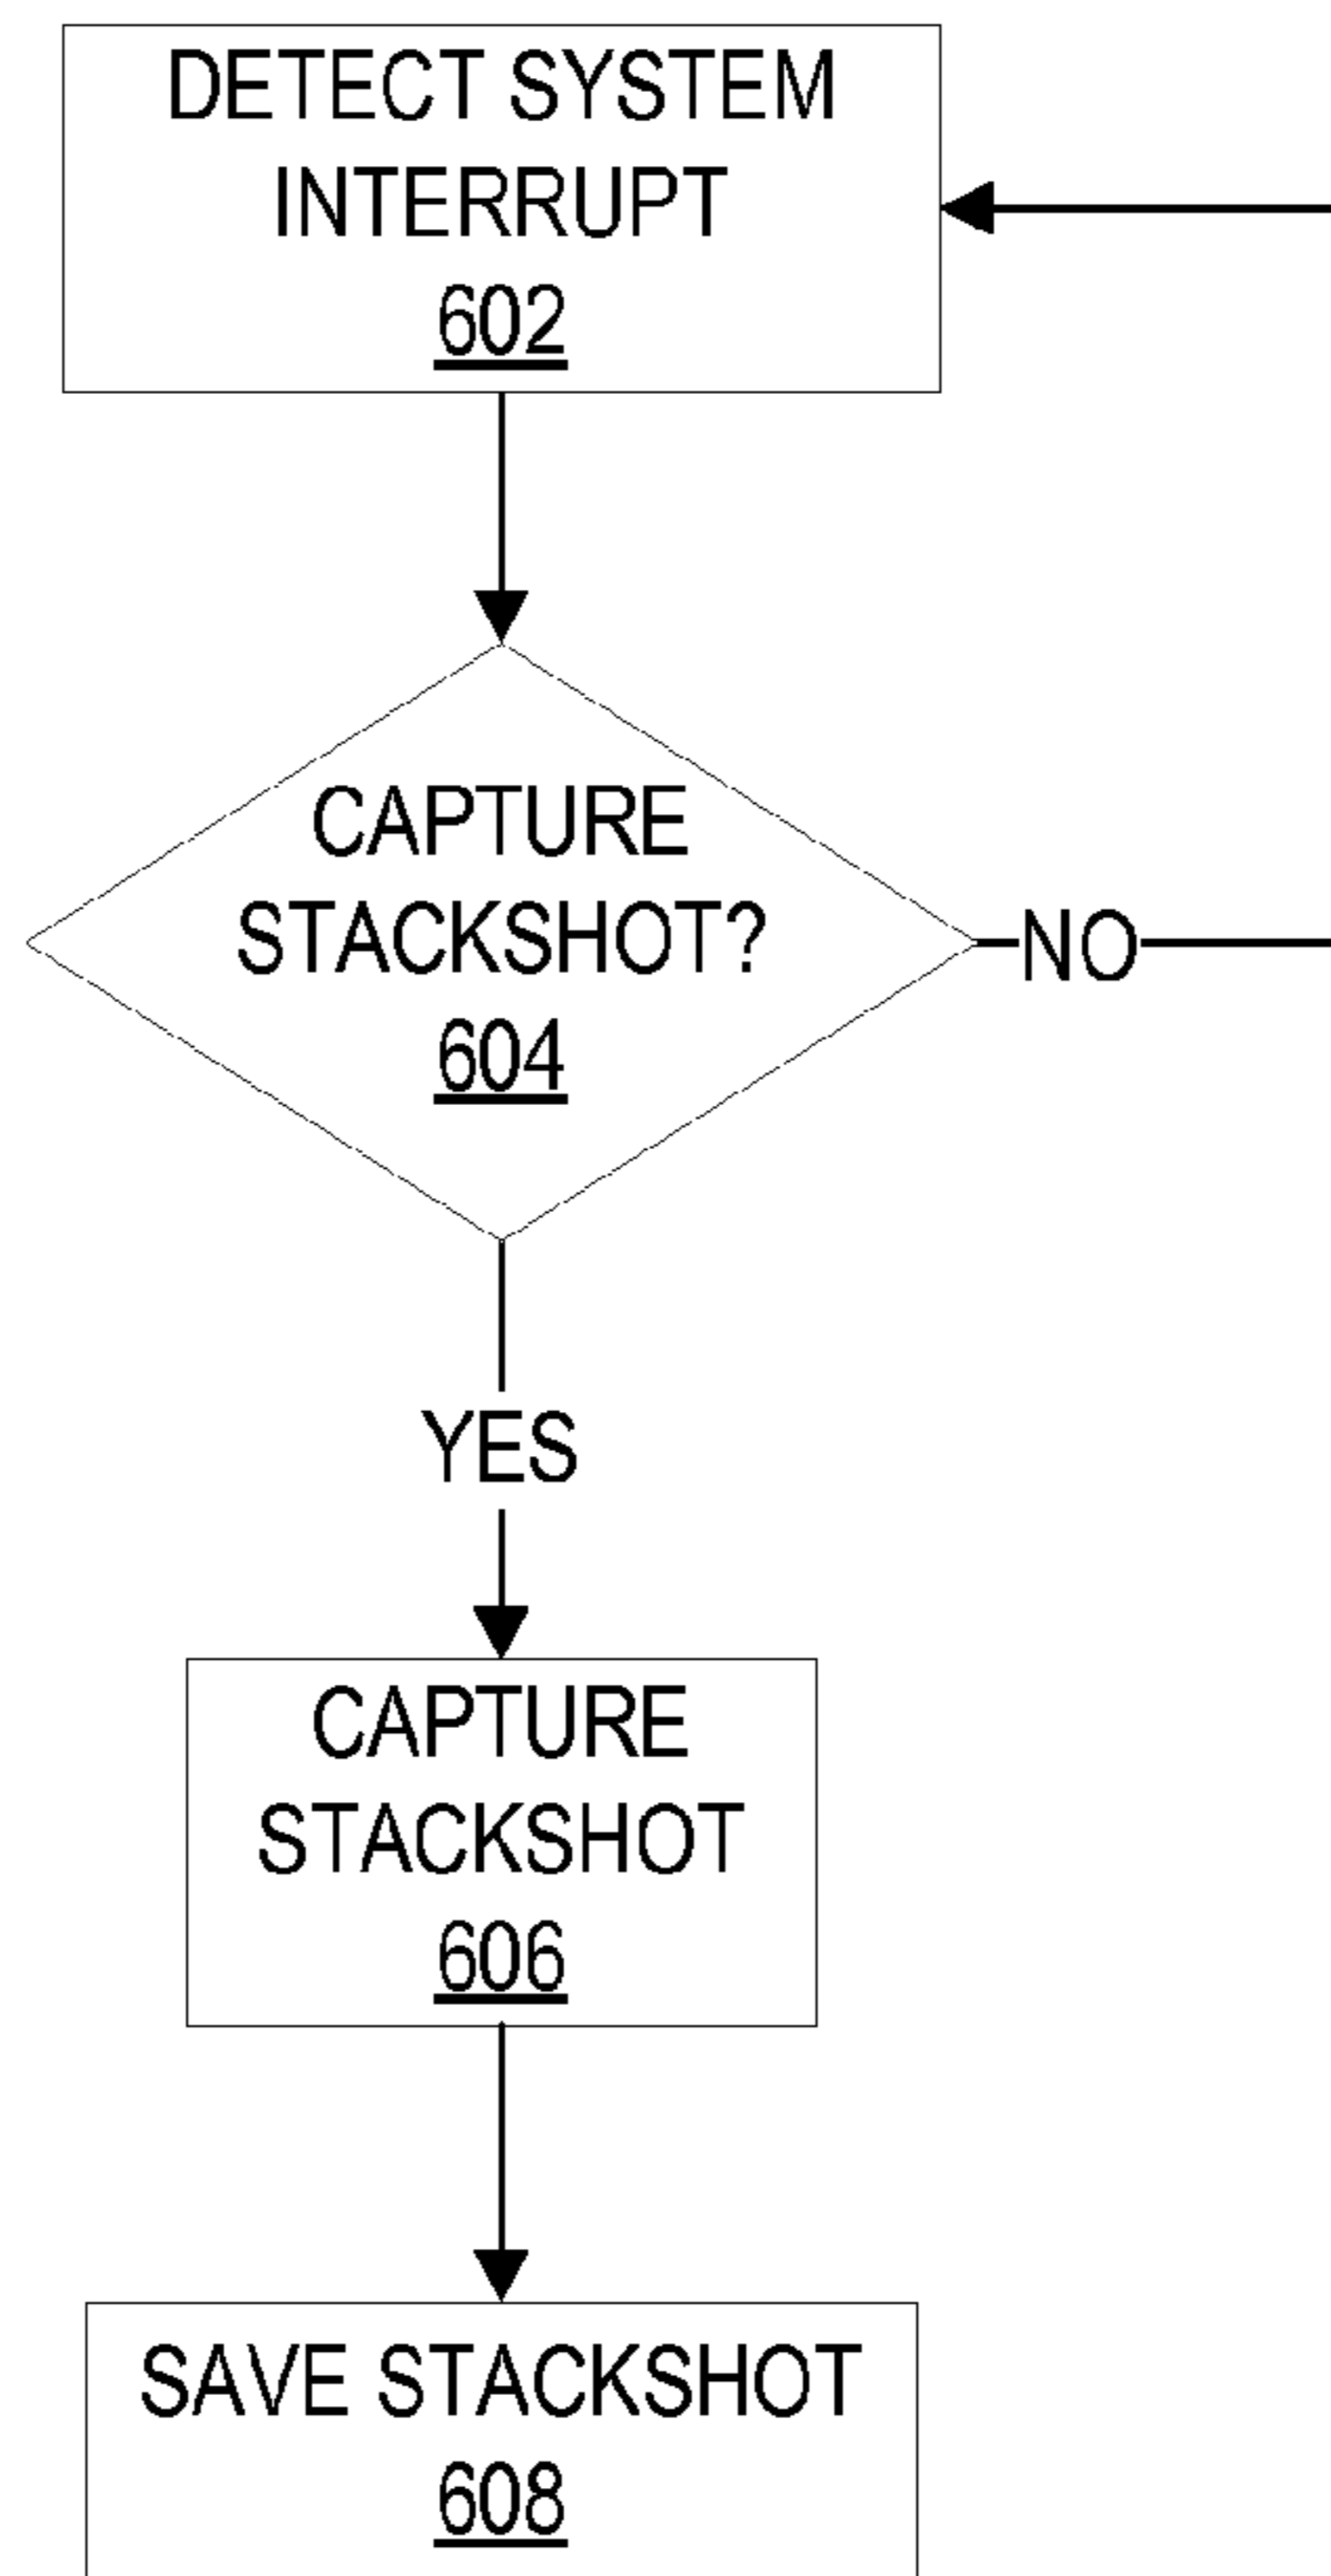 DETECT SYSTEM
INTERRUPT
602
CAPTURE
STACKSHOT?
604
NO
YES
CAPTURE
STACKSHOT
606
SAVE STACKSHOT
608